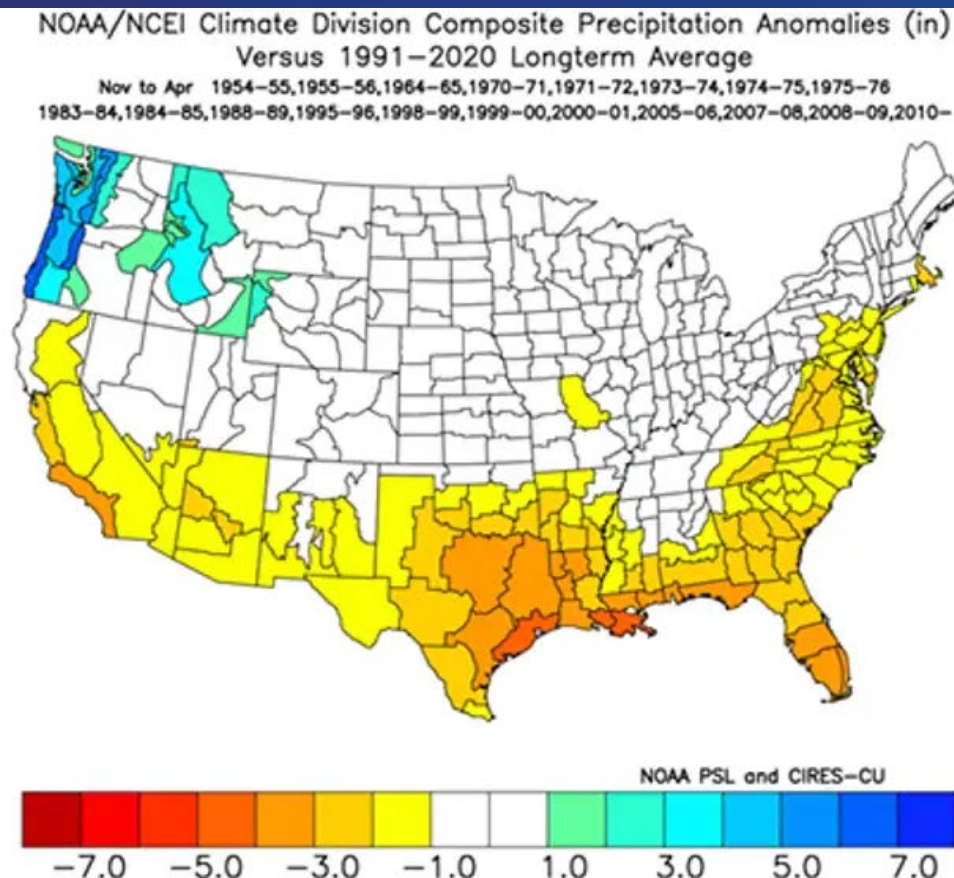 NOAA/NCEI Climate Division Composite Precipitation Anomalies (in)
Versus 1991-2020 Longterm Average
Nov to Apr 1954-55,1955-56,1964-65,1970-71,1971-72,1973-74,1974-75,1975-76
1983-84,1984-85,1988-89,1995-96,1998-99,1999-00,2000-01,2005-06,2007-08,2008-09,2010-
NOAA PSL and CIRES-CU
-7.0 -5.0 -3.0 -1.0 1.0 3.0 5.0 7.0